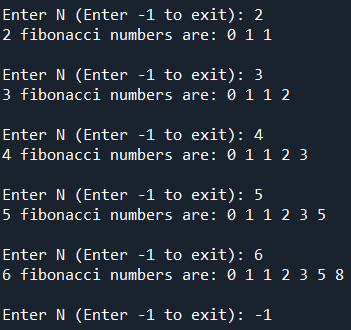 Enter N (Enter -1 to exit): 2
2 fibonacci numbers are: 0 1 1
Enter N (Enter -1 to exit): 3
3 fibonacci numbers are: 0 1 1 2
Enter N (Enter -1 to exit): 4
4 fibonacci numbers are: 0 1 1 2 3
Enter N (Enter -1 to exit): 5
5 fibonacci numbers are: 0 1 1 2 3 5
Enter N (Enter -1 to exit): 6
6 fibonacci numbers are: 0 1 1 2 3 5 8
Enter N (Enter -1 to exit): -1